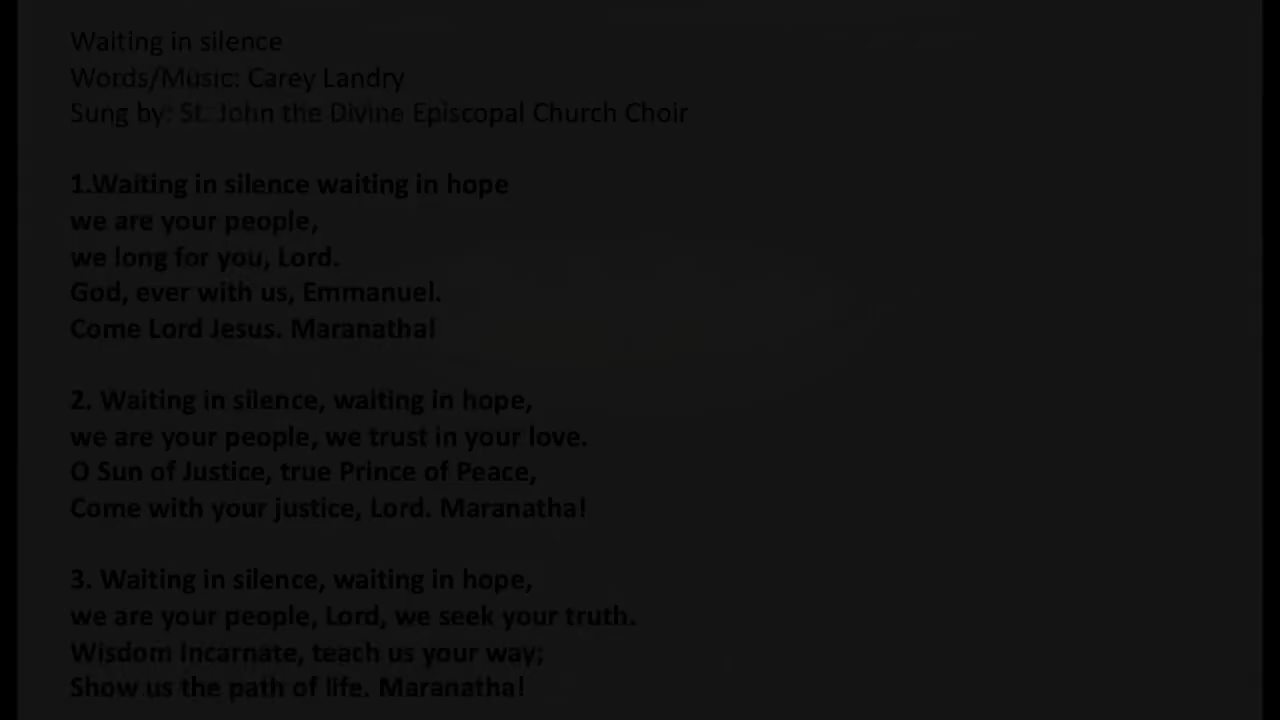 Waiting in silence
Words/Music: Carey Landry
Sung by: St. John the Divine Episcopal Church Choir
1.Waiting in silence waiting in hope
we are your people,
we long for you, Lord.
God, ever with us, Emmanuel.
Come Lord Jesus. Maranatha!
2. Waiting in silence, waiting in hope,
we are your people, we trust in your love.
O Sun of Justice, true Prince of Peace,
Come with your justice, Lord. Maranatha!
3. Waiting in silence, waiting in hope,
we are your people, Lord, we seek your truth.
Wisdom Incarnate, teach us your way;
Show us the path of life. Maranatha!